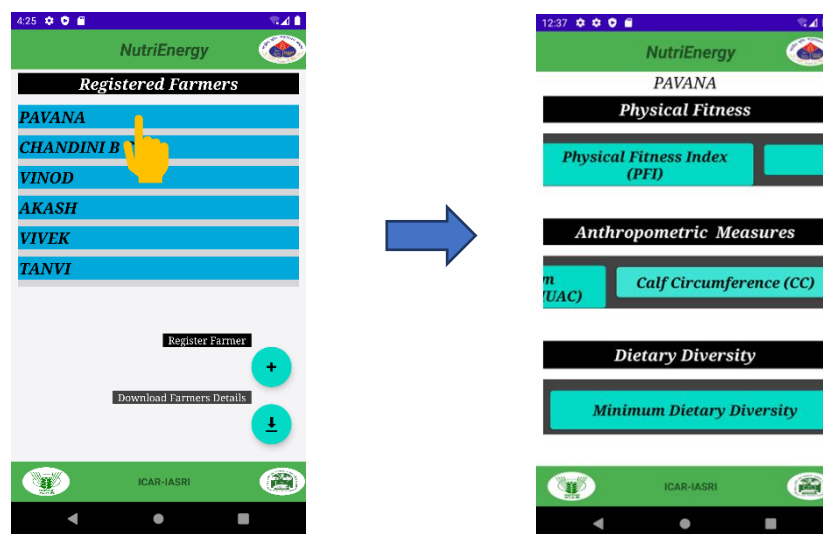 4:25
NutriEnergy
Registered Farmers
PAVANA
CHANDINI B
VINOD
AKASH
VIVEK
TANVI
Register Farmer
+
Download Farmers Details
ICAR-IASRI
12:37
NutriEnergy
PAVANA
Physical Fitness
Physical Fitness Index
(PFI)
Anthropometric Measures
m
UAC)
Calf Circumference (CC)
Dietary Diversity
Minimum Dietary Diversity
ICAR-IASRI